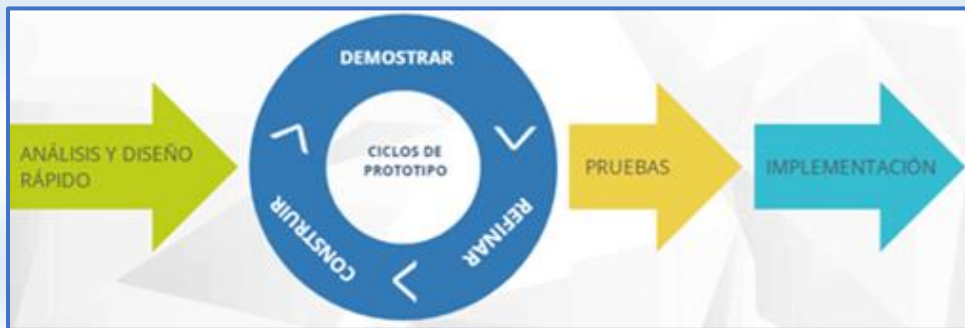 ANÁLISIS Y DISEÑO
RÁPIDO
DEMOSTRAR
CICLOS DE
PROTOTIPO
REFINAR
CONSTRUIR
PRUEBAS
IMPLEMENTACIÓN